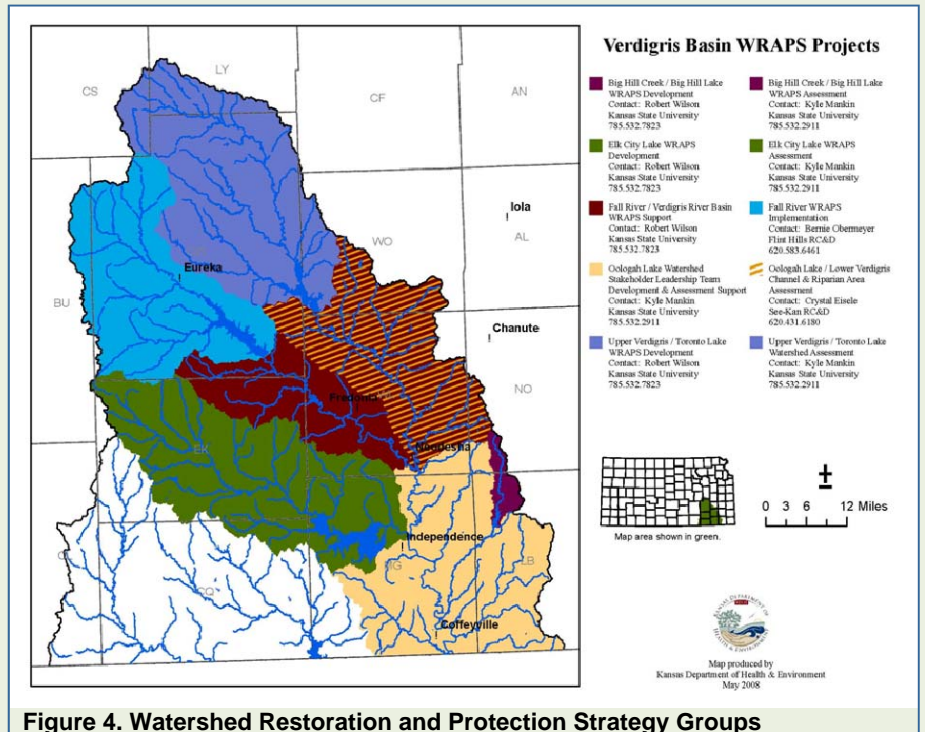 Verdigris Basin WRAPS Projects
Big Hill Creek / Big Hill Lake
WRAPS Development
Contact: Robert Wilson
Kansas State University
785.532.7823
Big Hill Creek / Big Hill Lake
WRAPS Assessment
Contact: Kyle Mankin
Kansas State University
785.532.2911
Elk City Lake WRAPS
Development
Contact: Robert Wilson
Kansas State University
785.532.7823
Elk City Lake WRAPS
Assessment
Contact: Kyle Mankin
Kansas State University
785.532.2911
Fall River / Verdigris River Basin
WRAPS Support
Contact: Robert Wilson
Kansas State University
785.532.7823
Fall River WRAPS
Implementation
Contact: Bernie Obermeyer
Flint Hills RC&D
620.583.6461
Oologah Lake Watershed
Stakeholder Leadership Team
Development & Assessment Support
Contact: Kyle Mankin
Kansas State University
785.532.2911
Oologah Lake / Lower Verdigris
Channel & Riparian Area
Assessment
Contact: Crystal Eisele
See-Kan RC&D
620.431.6180
Upper Verdigris / Toronto Lake
WRAPS Development
Contact: Robert Wilson
Kansas State University
785.532.7823
Upper Verdigris / Toronto Lake
Watershed Assessment
Contact: Kyle Mankin
Kansas State University
785.532.2911
CS
LY
CF
AN
Iola
WO
AL
Eureka
BU
Chanute
NO
Fredonia
Neodesha
EK
Independence
MG
LB
CQ
Coffeyville
Map area shown in green.
0 3 6 12 Miles
KANSAS DEPARTMENT OF
HEALTH & ENVIRONMENT
Map produced by
Kansas Department of Health & Environment
May 2008
Figure 4. Watershed Restoration and Protection Strategy Groups